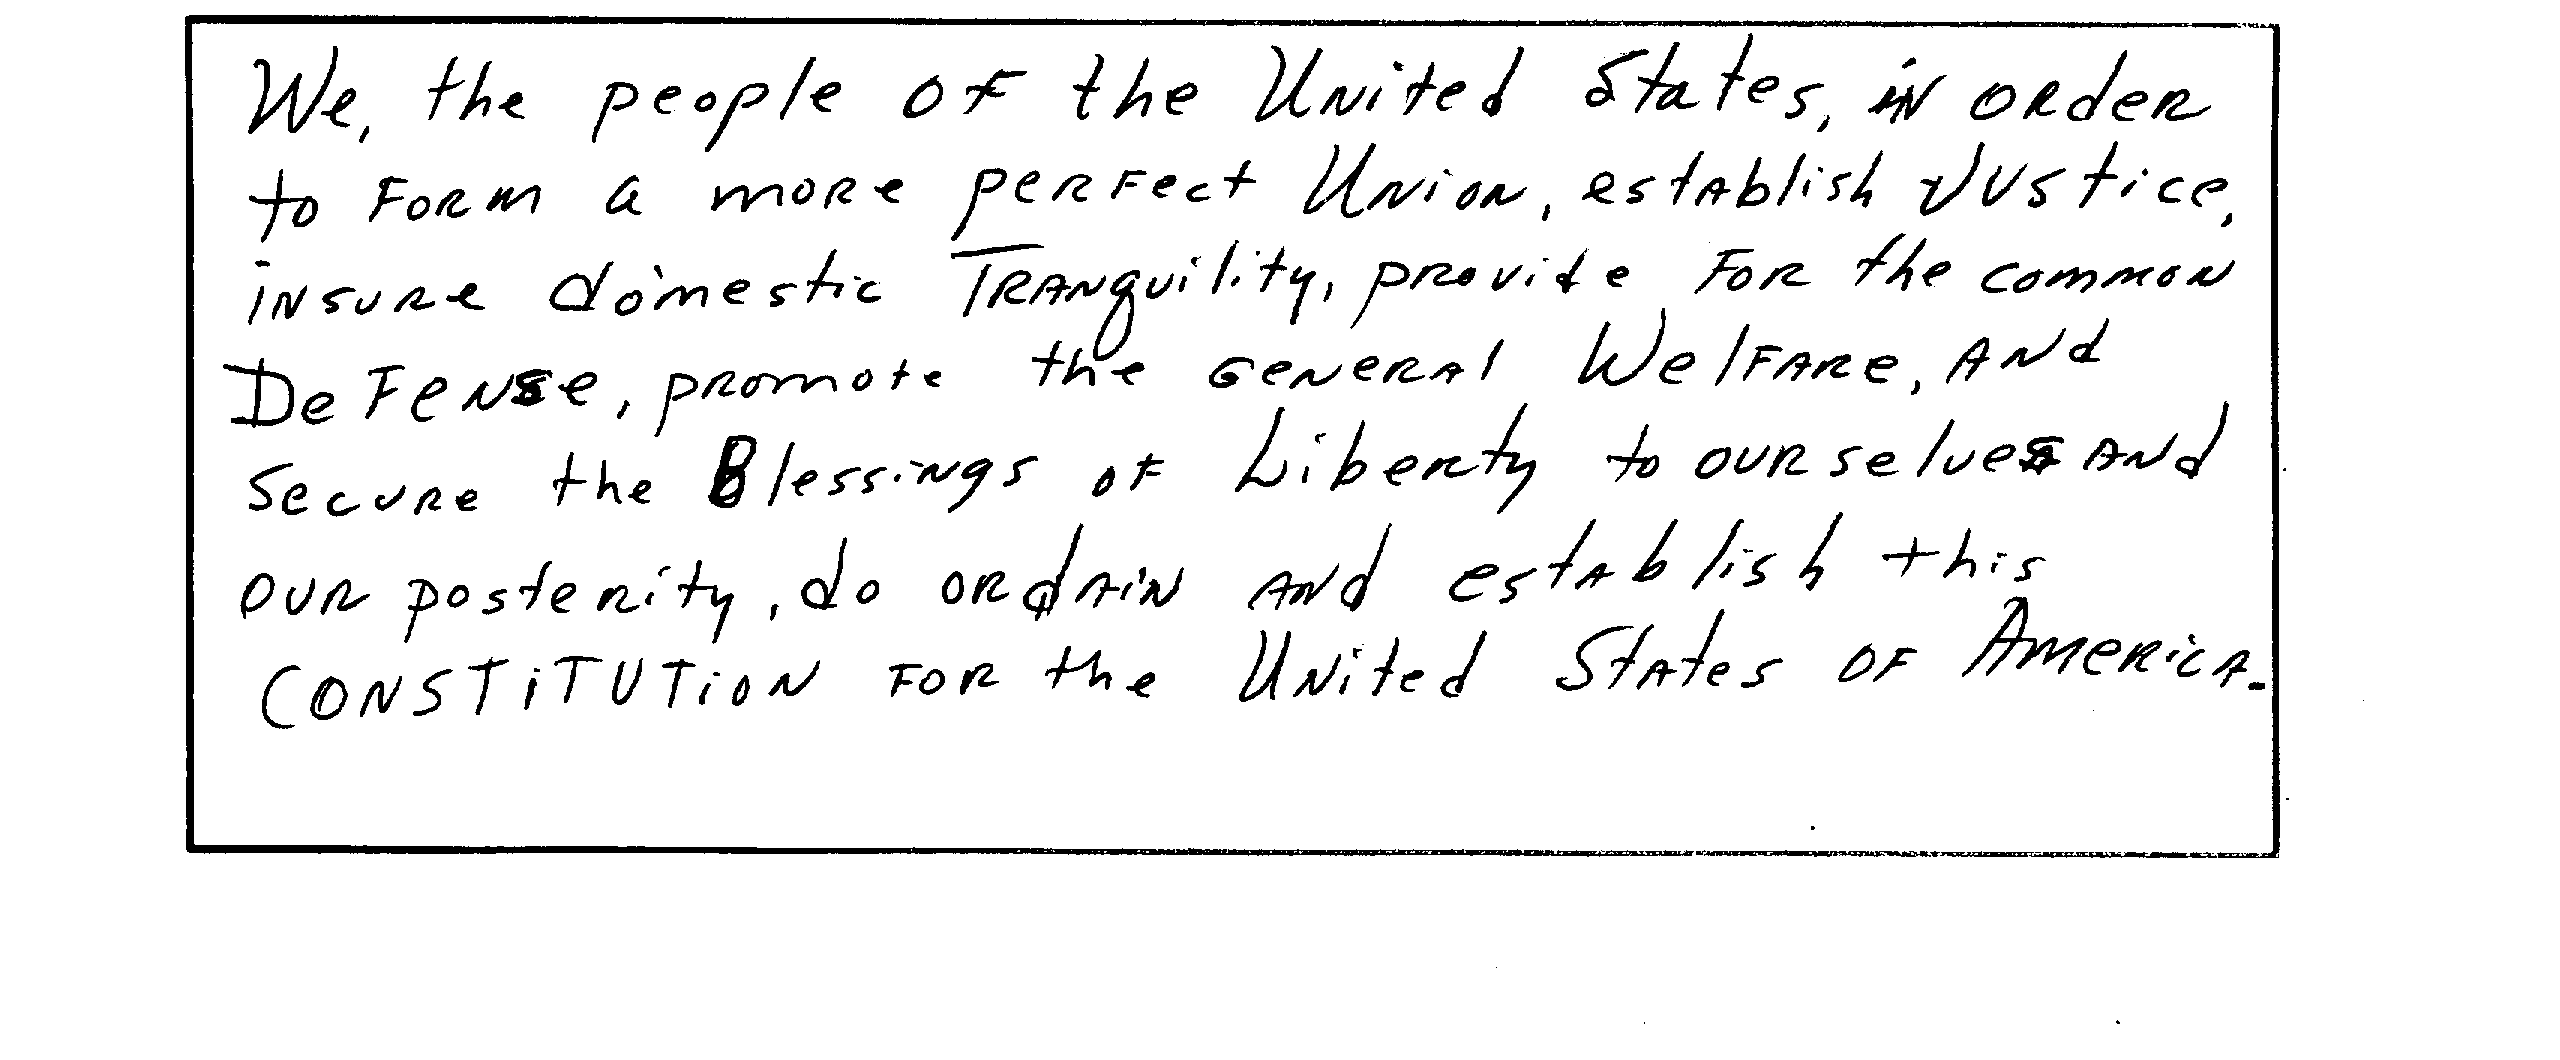 We, the people of the United States, in order
to form a more perfect Union, establish Justice,
insure domestic Tranquility, provide for the common
Defense, promote the general Welfare, and
secure the Blessings of Liberty to ourselves and
our posterity, do ordain and establish this
CONSTITUTION for the United States of America.